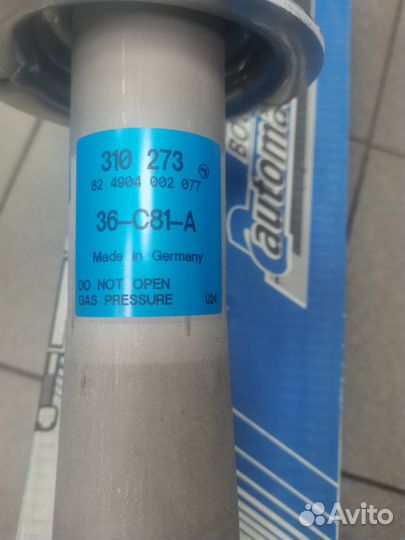 310 273
82 4904 002 077
36-C81-A
Made in Germany
DO NOT OPEN
GAS PRESSURE
U24
Avito